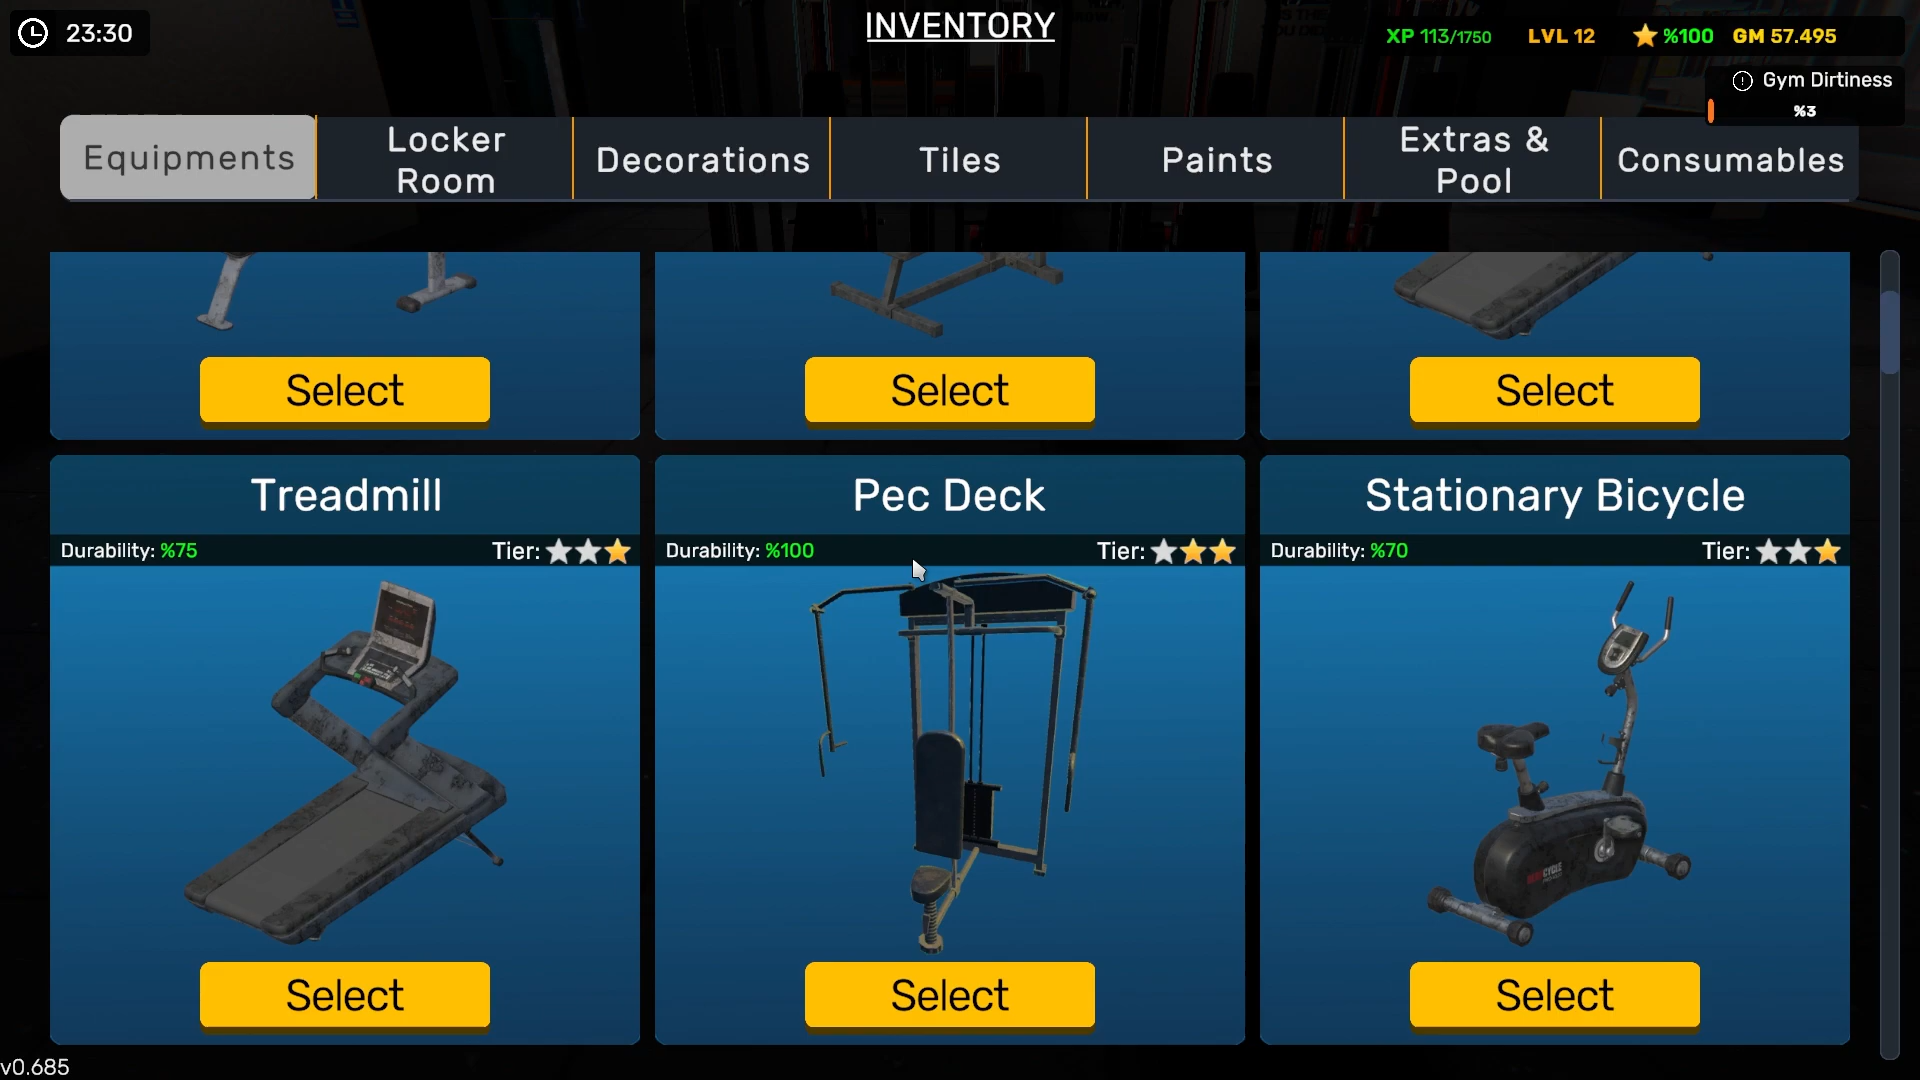 23:30
INVENTORY
XP 113/1750 LVL 12 %100 GM 57.495
Gym Dirtiness
%3
Equipments
Locker
Room
Decorations
Tiles
Paints
Extras &
Pool
Consumables
Select
Select
Select
Treadmill
Durability: %75 Tier:
Select
Pec Deck
Durability: %100 Tier:
Select
Stationary Bicycle
Durability: %70 Tier:
Select
v0.685